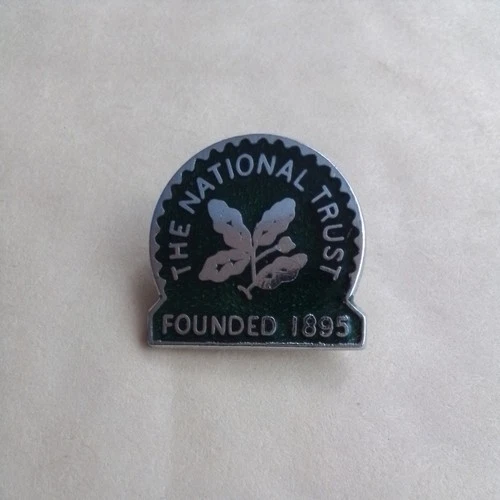 THE NATIONAL TRUST
FOUNDED 1895